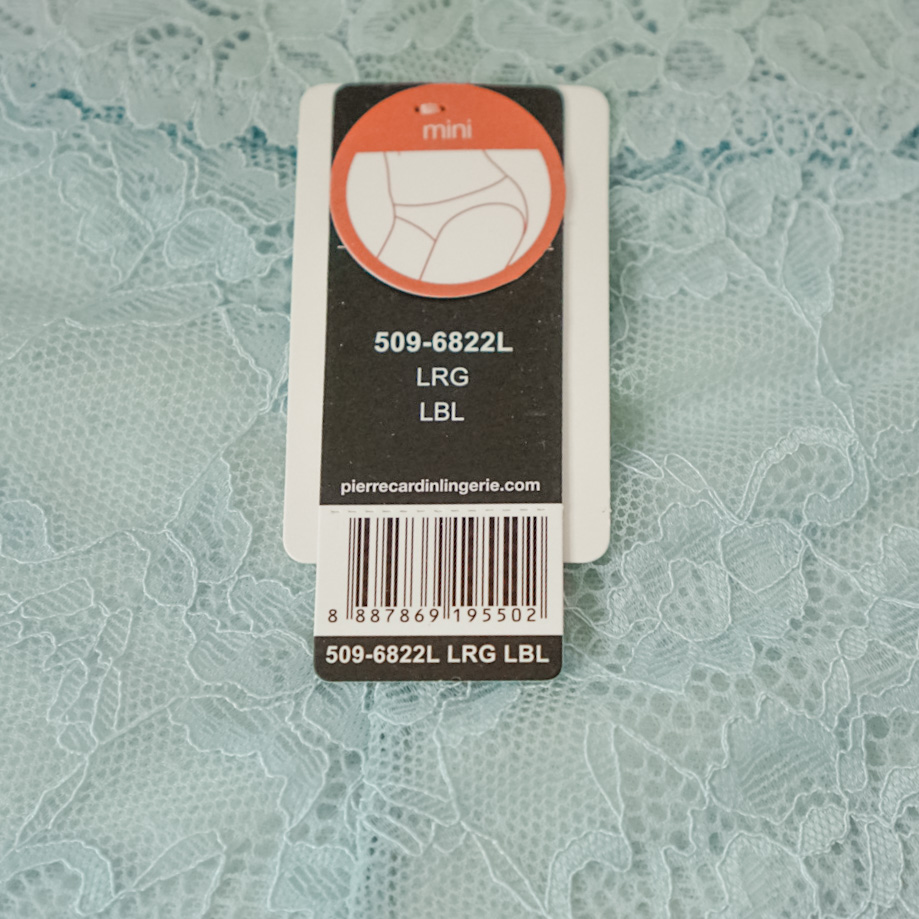 mini
509-6822L
LRG
LBL
pierrecardinlingerie.com
8 887869 195502
509-6822L LRG LBL